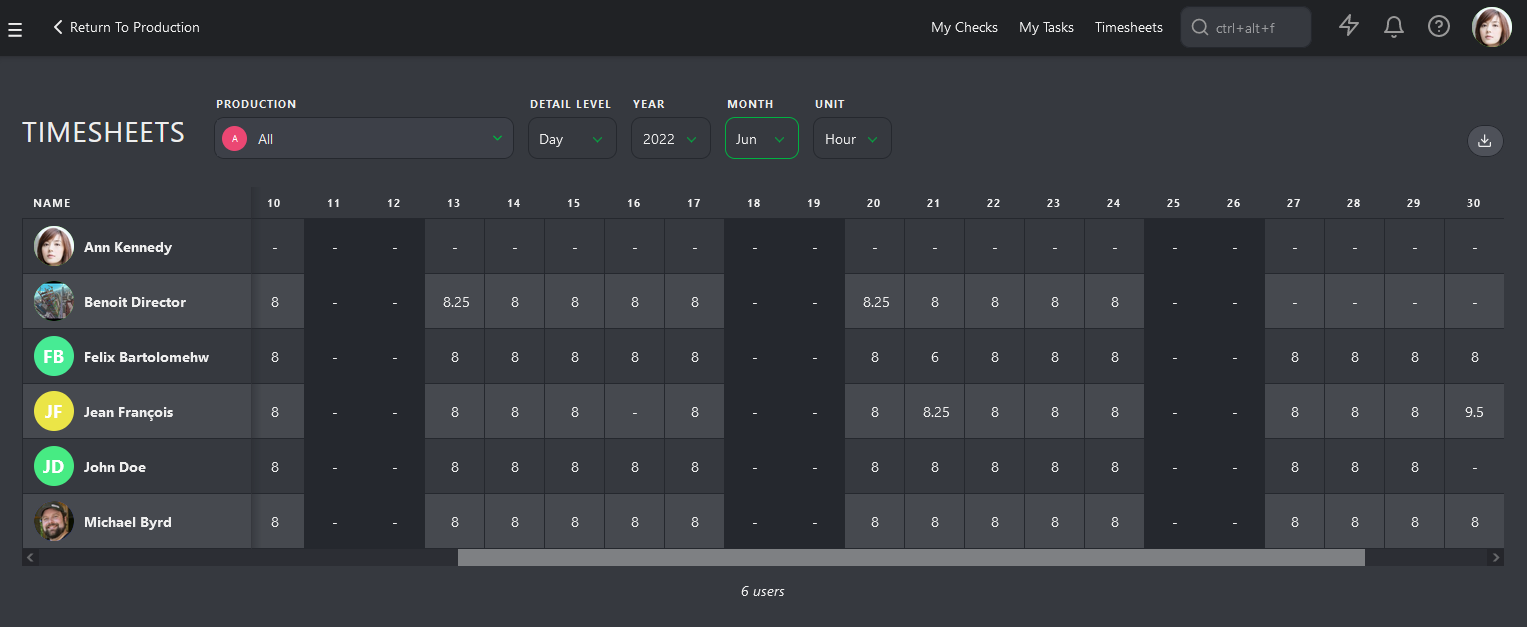 Return To Production My Checks My Tasks Timesheets ctrl+alt+f
PRODUCTION DETAIL LEVEL YEAR MONTH UNIT
TIMESHEETS A All Day 2022 Jun Hour
NAME 10 11 12 13 14 15 16 17 18 19 20 21 22 23 24 25 26 27 28 29 30
Ann Kennedy - - - - - - - - - - - - - - - - - - - -
Benoit Director 8 - - 8.25 8 8 8 8 - - 8.25 8 8 8 8 - - - - - -
FB Felix Bartolomehw 8 - - 8 8 8 8 8 - - 8 6 8 8 8 - - 8 8 8 8
JF Jean François 8 - - 8 8 8 - 8 - - 8 8.25 8 8 8 - - 8 8 8 9.5
JD John Doe 8 - - 8 8 8 8 8 - - 8 8 8 8 8 - - 8 8 8 -
Michael Byrd 8 - - 8 8 8 8 8 - - 8 8 8 8 8 - - 8 8 8 8
6 users